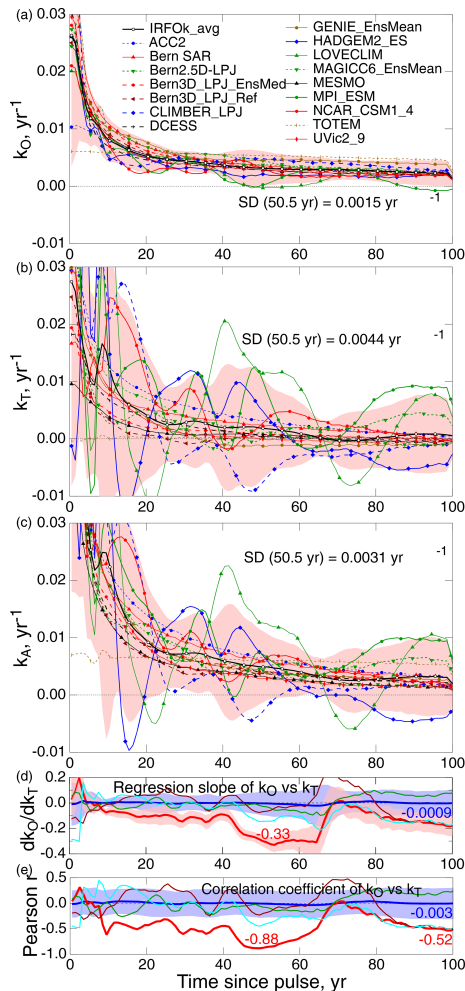 (a)
0.03
0.02
0.01
0.00
-0.01
k_O, yr⁻¹
IRFOk_avg
ACC2
Bern SAR
Bern2.5D-LPJ
Bern3D_LPJ_EnsMed
Bern3D_LPJ_Ref
CLIMBER_LPJ
DCESS
GENIE_EnsMean
HADGEM2_ES
LOVECLIM
MAGICC6_EnsMean
MESMO
MPI_ESM
NCAR_CSM1_4
TOTEM
UVic2_9
SD (50.5 yr) = 0.0015 yr⁻¹
0 20 40 60 80 100
(b)
0.03
0.02
0.01
0.00
-0.01
k_T, yr⁻¹
SD (50.5 yr) = 0.0044 yr⁻¹
0 20 40 60 80 100
(c)
0.03
0.02
0.01
0.00
-0.01
k_A, yr⁻¹
SD (50.5 yr) = 0.0031 yr⁻¹
0 20 40 60 80 100
(d)
0.2
0.0
-0.2
-0.4
dk_O/dk_T
Regression slope of k_O vs k_T
-0.0009
-0.33
-0.18
0 20 40 60 80 100
(e)
0.5
0.0
-0.5
-1.0
Pearson r
Correlation coefficient of k_O vs k_T
-0.003
-0.88
-0.52
0 20 40 60 80 100
Time since pulse, yr